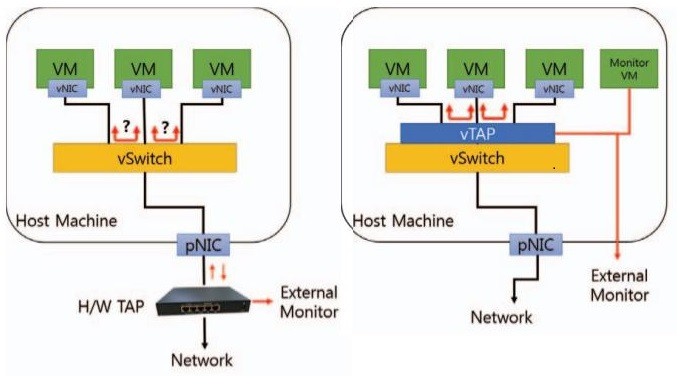 VM
VM
VM
vNIC
vNIC
vNIC
?
?
vSwitch
Host Machine
pNIC
H/W TAP
External
Monitor
Network
VM
VM
VM
Monitor
VM
vNIC
vNIC
vNIC
vTAP
vSwitch
Host Machine
pNIC
External
Monitor
Network